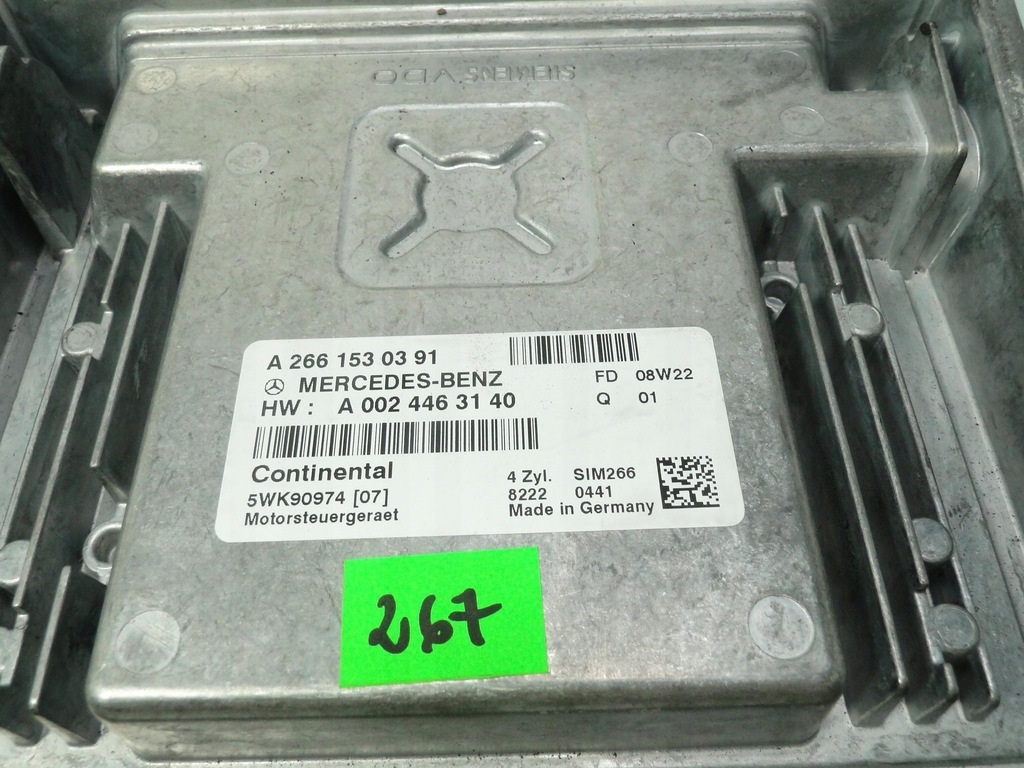 SIEMENS VDO
A 266 153 03 91
MERCEDES-BENZ
FD 08W22
HW : A 002 446 31 40
Q 01
Continental
4 Zyl. SIM266
5WK90974 [07]
8222 0441
Motorsteuergeraet
Made in Germany
267